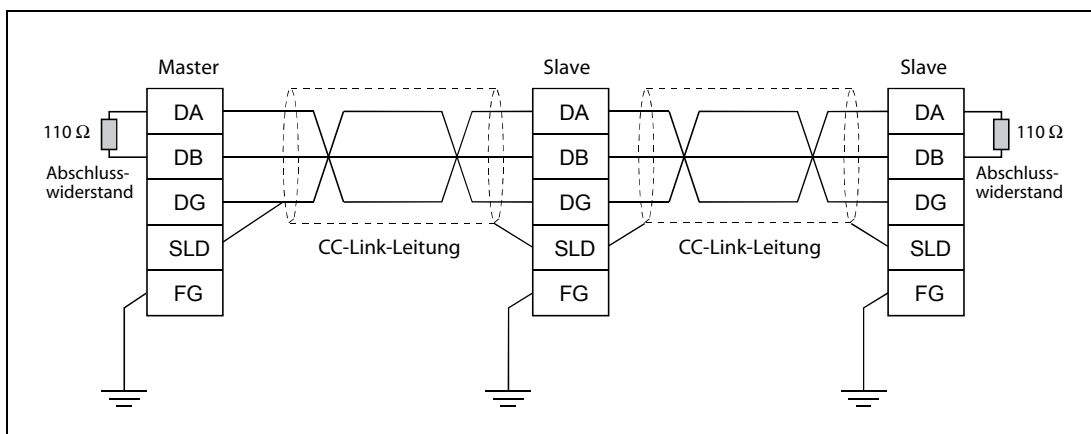 Master
Slave
Slave
DA
DB
DG
SLD
FG
DA
DB
DG
SLD
FG
DA
DB
DG
SLD
FG
110 Ω
Abschluss-
widerstand
CC-Link-Leitung
CC-Link-Leitung
110 Ω
Abschluss-
widerstand